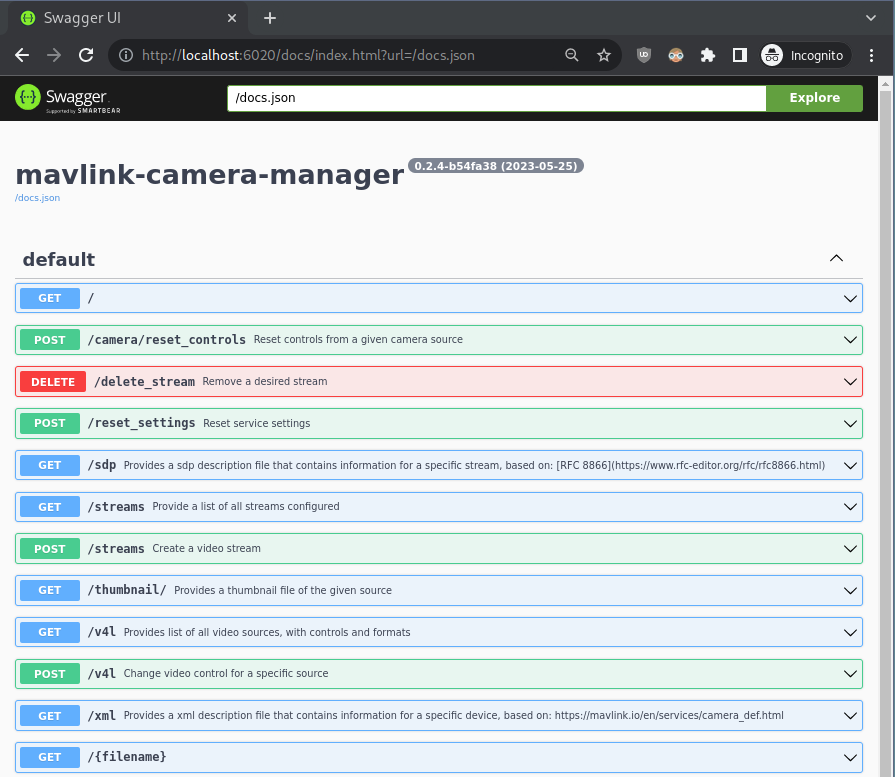 Swagger UI
http://localhost:6020/docs/index.html?url=/docs.json
Incognito
Swagger
Supported by SMARTBEAR
/docs.json
Explore
mavlink-camera-manager 0.2.4-b54fa38 (2023-05-25)
/docs.json
default
GET /
POST /camera/reset_controls Reset controls from a given camera source
DELETE /delete_stream Remove a desired stream
POST /reset_settings Reset service settings
GET /sdp Provides a sdp description file that contains information for a specific stream, based on: [RFC 8866](https://www.rfc-editor.org/rfc/rfc8866.html)
GET /streams Provide a list of all streams configured
POST /streams Create a video stream
GET /thumbnail/ Provides a thumbnail file of the given source
GET /v4l Provides list of all video sources, with controls and formats
POST /v4l Change video control for a specific source
GET /xml Provides a xml description file that contains information for a specific device, based on: https://mavlink.io/en/services/camera_def.html
GET /{filename}